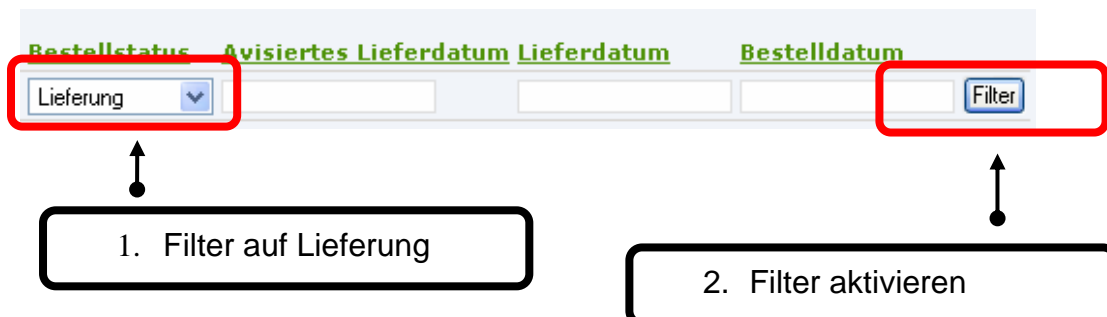 Bestellstatus Avisiertes Lieferdatum Lieferdatum Bestelldatum
Lieferung Filter
1. Filter auf Lieferung
2. Filter aktivieren